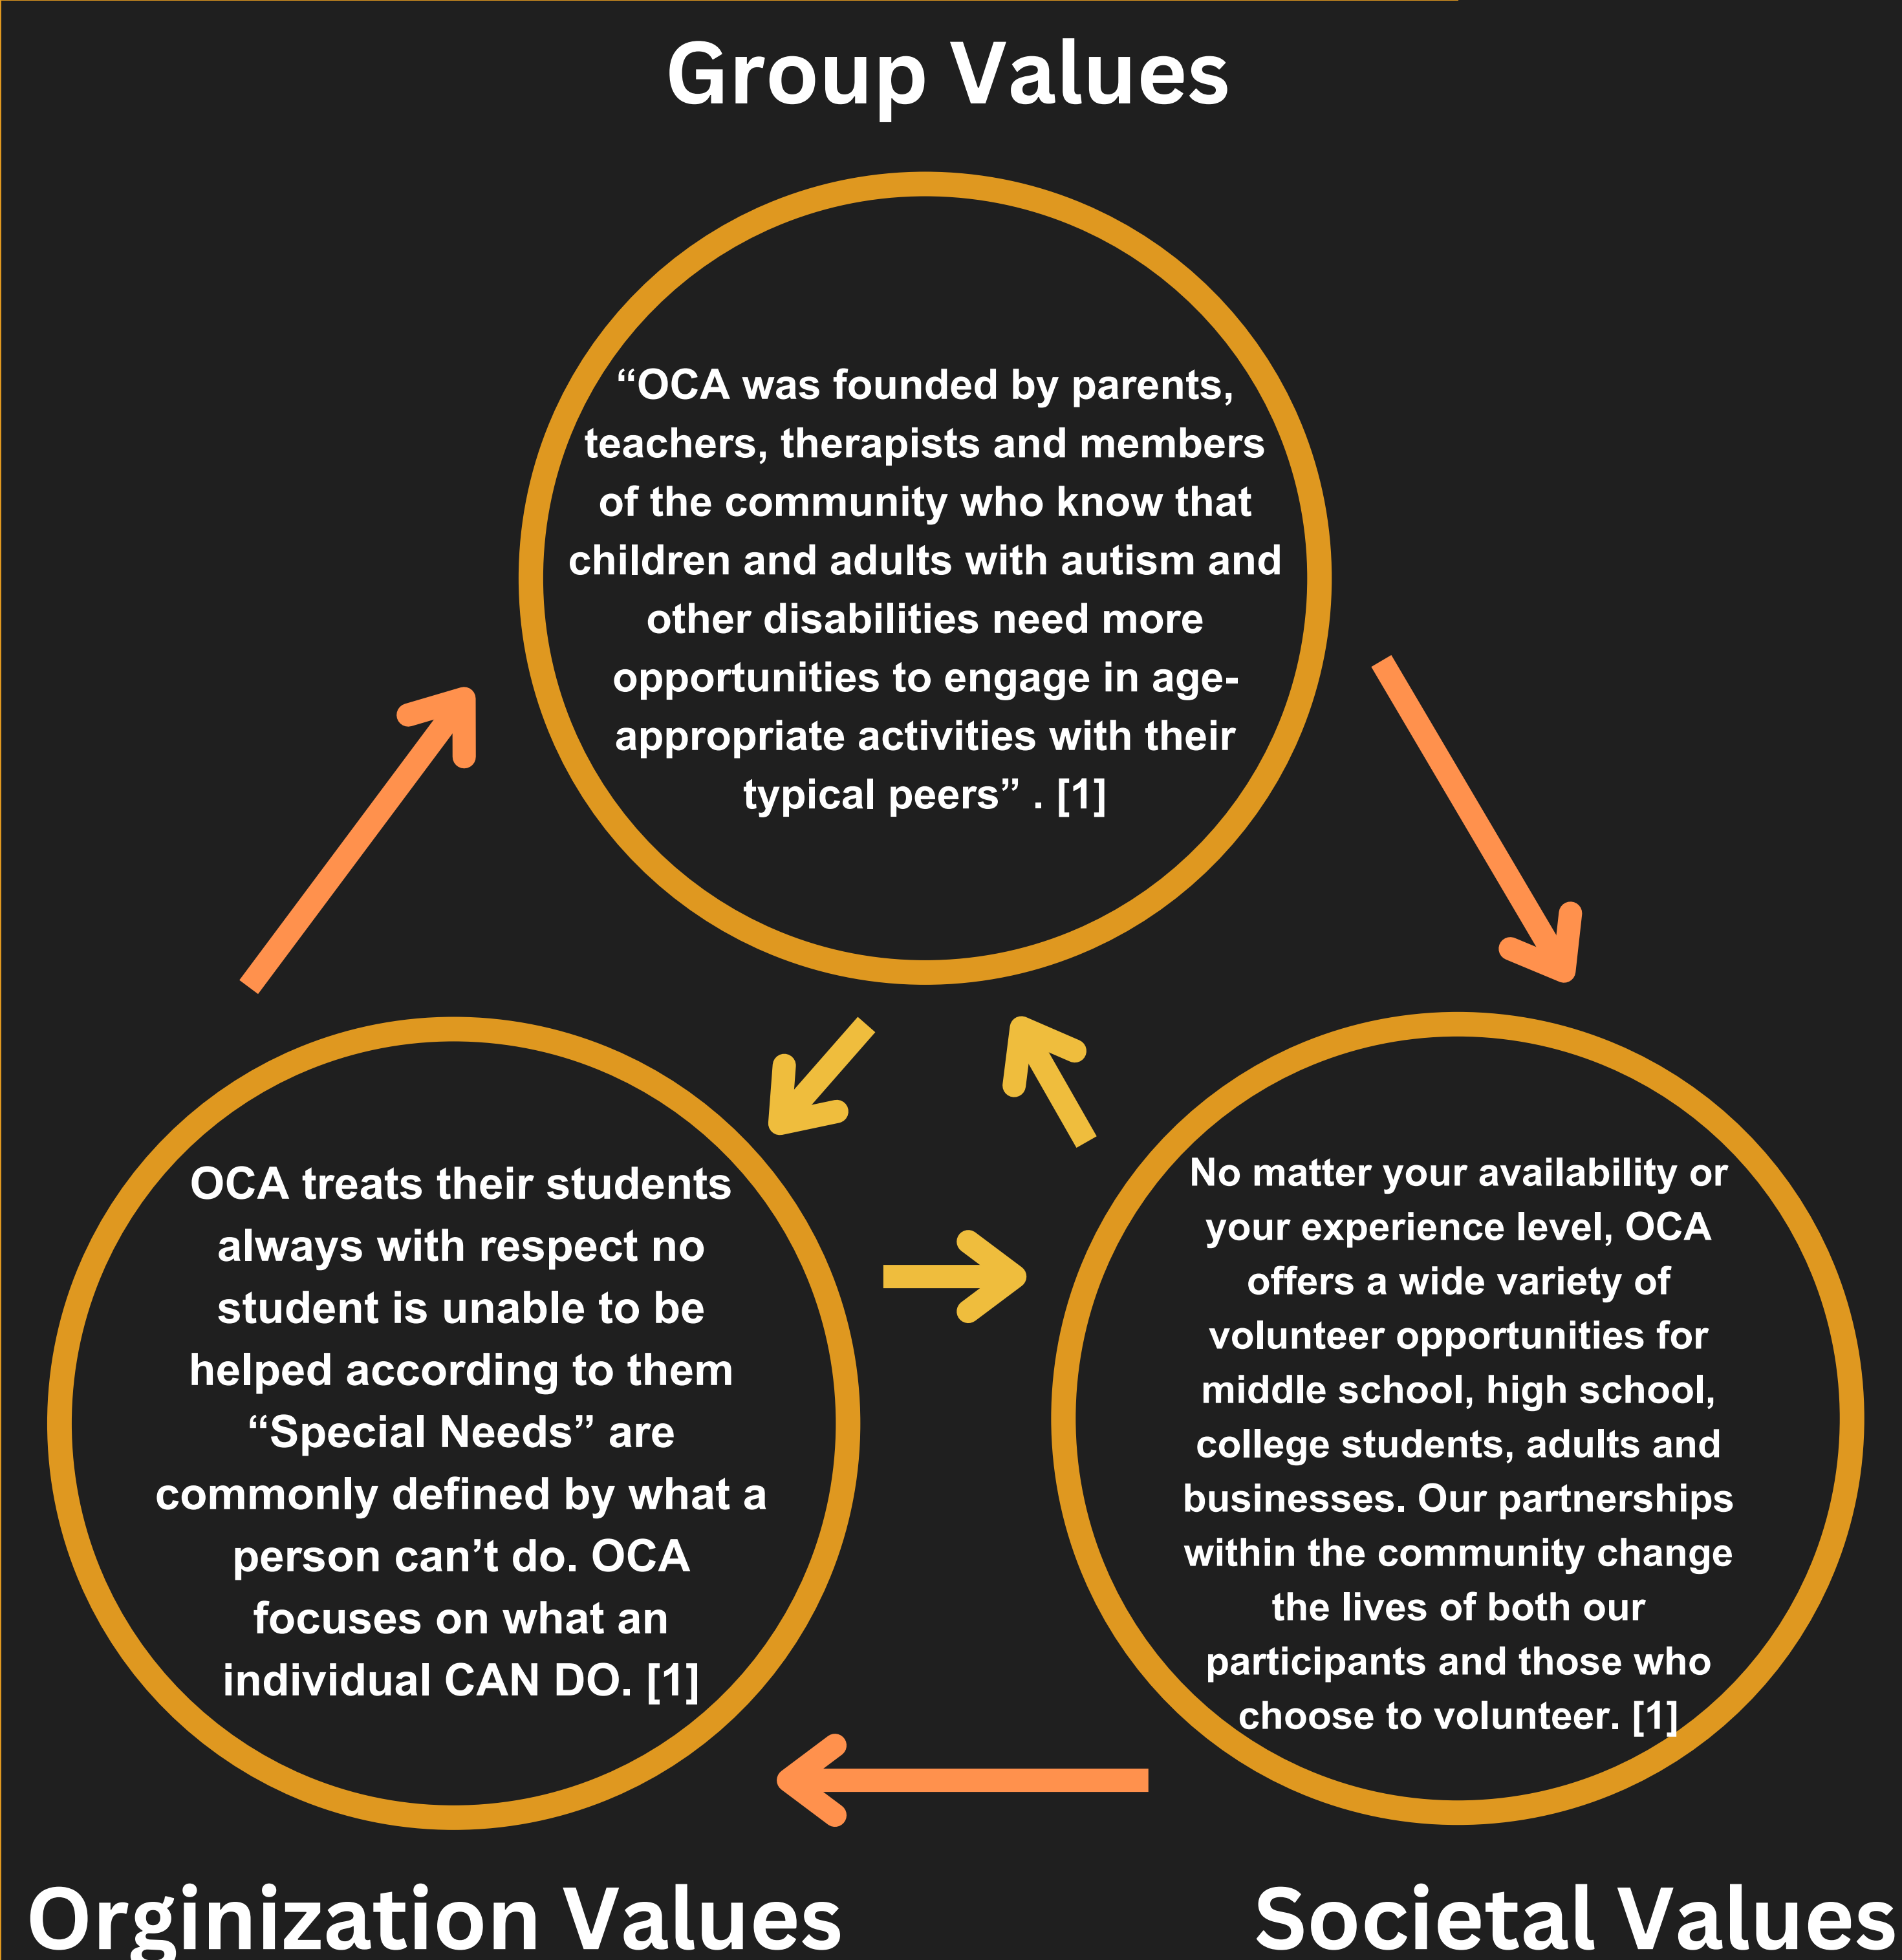 Group Values
“OCA was founded by parents,
teachers, therapists and members
of the community who know that
children and adults with autism and
other disabilities need more
opportunities to engage in age-
appropriate activities with their
typical peers” . [1]
OCA treats their students
always with respect no
student is unable to be
helped according to them
“Special Needs” are
commonly defined by what a
person can’t do. OCA
focuses on what an
individual CAN DO. [1]
No matter your availability or
your experience level, OCA
offers a wide variety of
volunteer opportunities for
middle school, high school,
college students, adults and
businesses. Our partnerships
within the community change
the lives of both our
participants and those who
choose to volunteer. [1]
Orginization Values
Societal Values